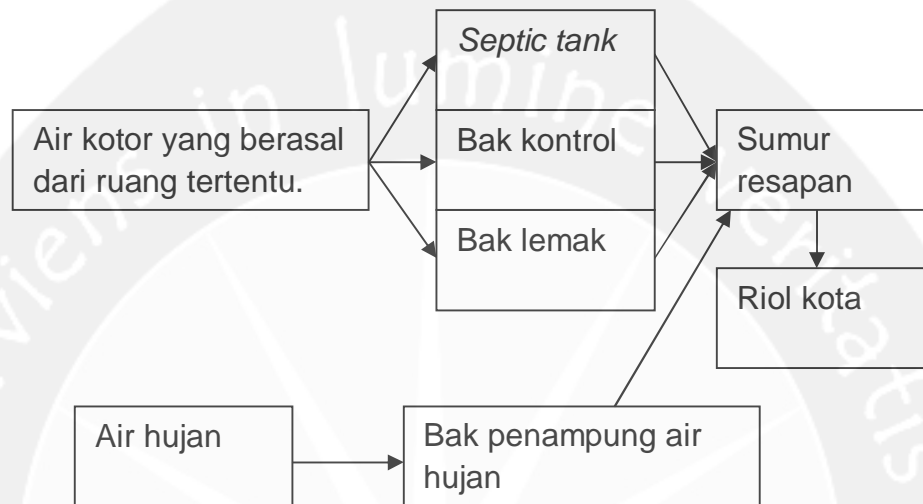 Septic tank
Air kotor yang berasal
dari ruang tertentu.
Bak kontrol
Sumur
resapan
Bak lemak
Riol kota
Air hujan
Bak penampung air
hujan